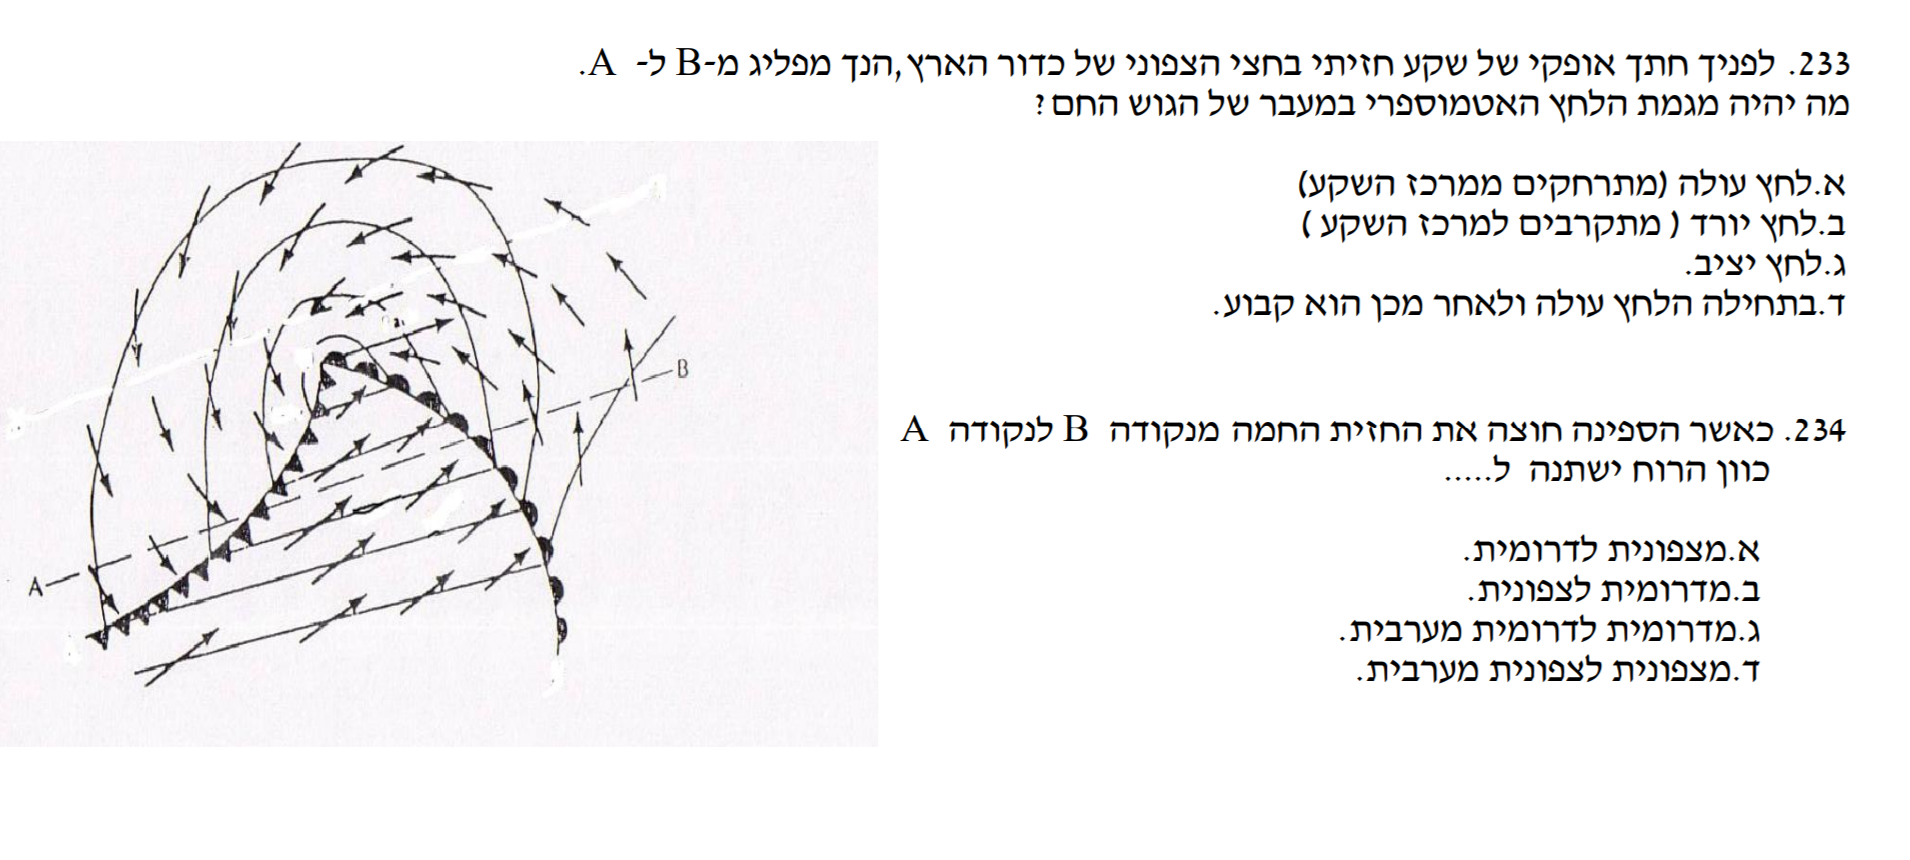 233. לפניך חתך אופקי של שקע חזיתי בחצי הצפוני של כדור הארץ,הנך מפליג מ-B ל- A.
מה יהיה מגמת הלחץ האטמוספרי במעבר של הגוש החם?
א.לחץ עולה (מתרחקים ממרכז השקע)
ב.לחץ יורד ( מתקרבים למרכז השקע )
ג.לחץ יציב.
ד.בתחילה הלחץ עולה ולאחר מכן הוא קבוע.
B
A
234. כאשר הספינה חוצה את החזית החמה מנקודה B לנקודה A
כוון הרוח ישתנה ל.....
א.מצפונית לדרומית.
ב.מדרומית לצפונית.
ג.מדרומית לדרומית מערבית.
ד.מצפונית לצפונית מערבית.